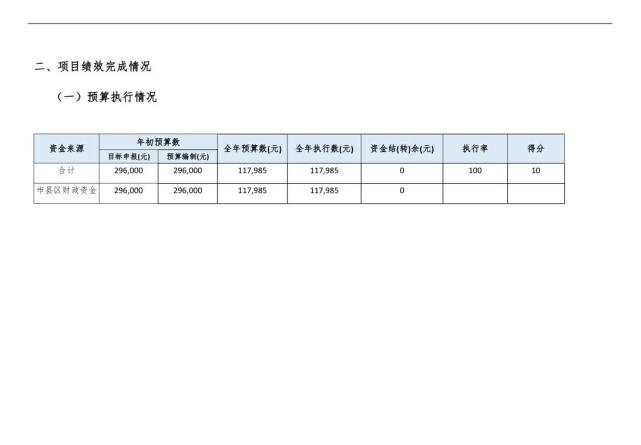 二、项目绩效完成情况
（一）预算执行情况
资金来源 年初预算数 全年预算数(元) 全年执行数(元) 资金结(转)余(元) 执行率 得分
目标申报(元) 预算编制(元)
合计 296,000 296,000 117,985 117,985 0 100 10
市县区财政资金 296,000 296,000 117,985 117,985 0